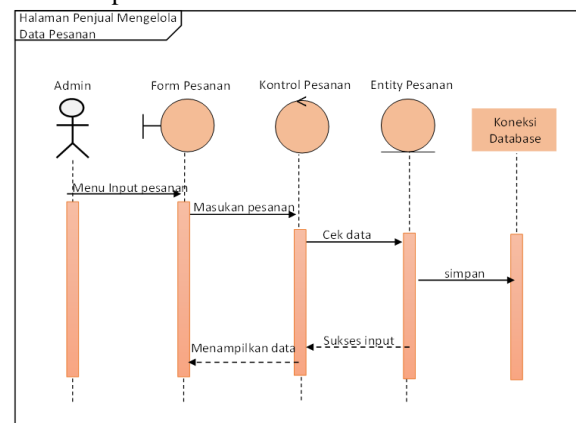 Halaman Penjual Mengelola
Data Pesanan
Admin
Form Pesanan
Kontrol Pesanan
Entity Pesanan
Koneksi
Database
Menu Input pesanan
Masukan pesanan
Cek data
simpan
Sukses input
Menampilkan data